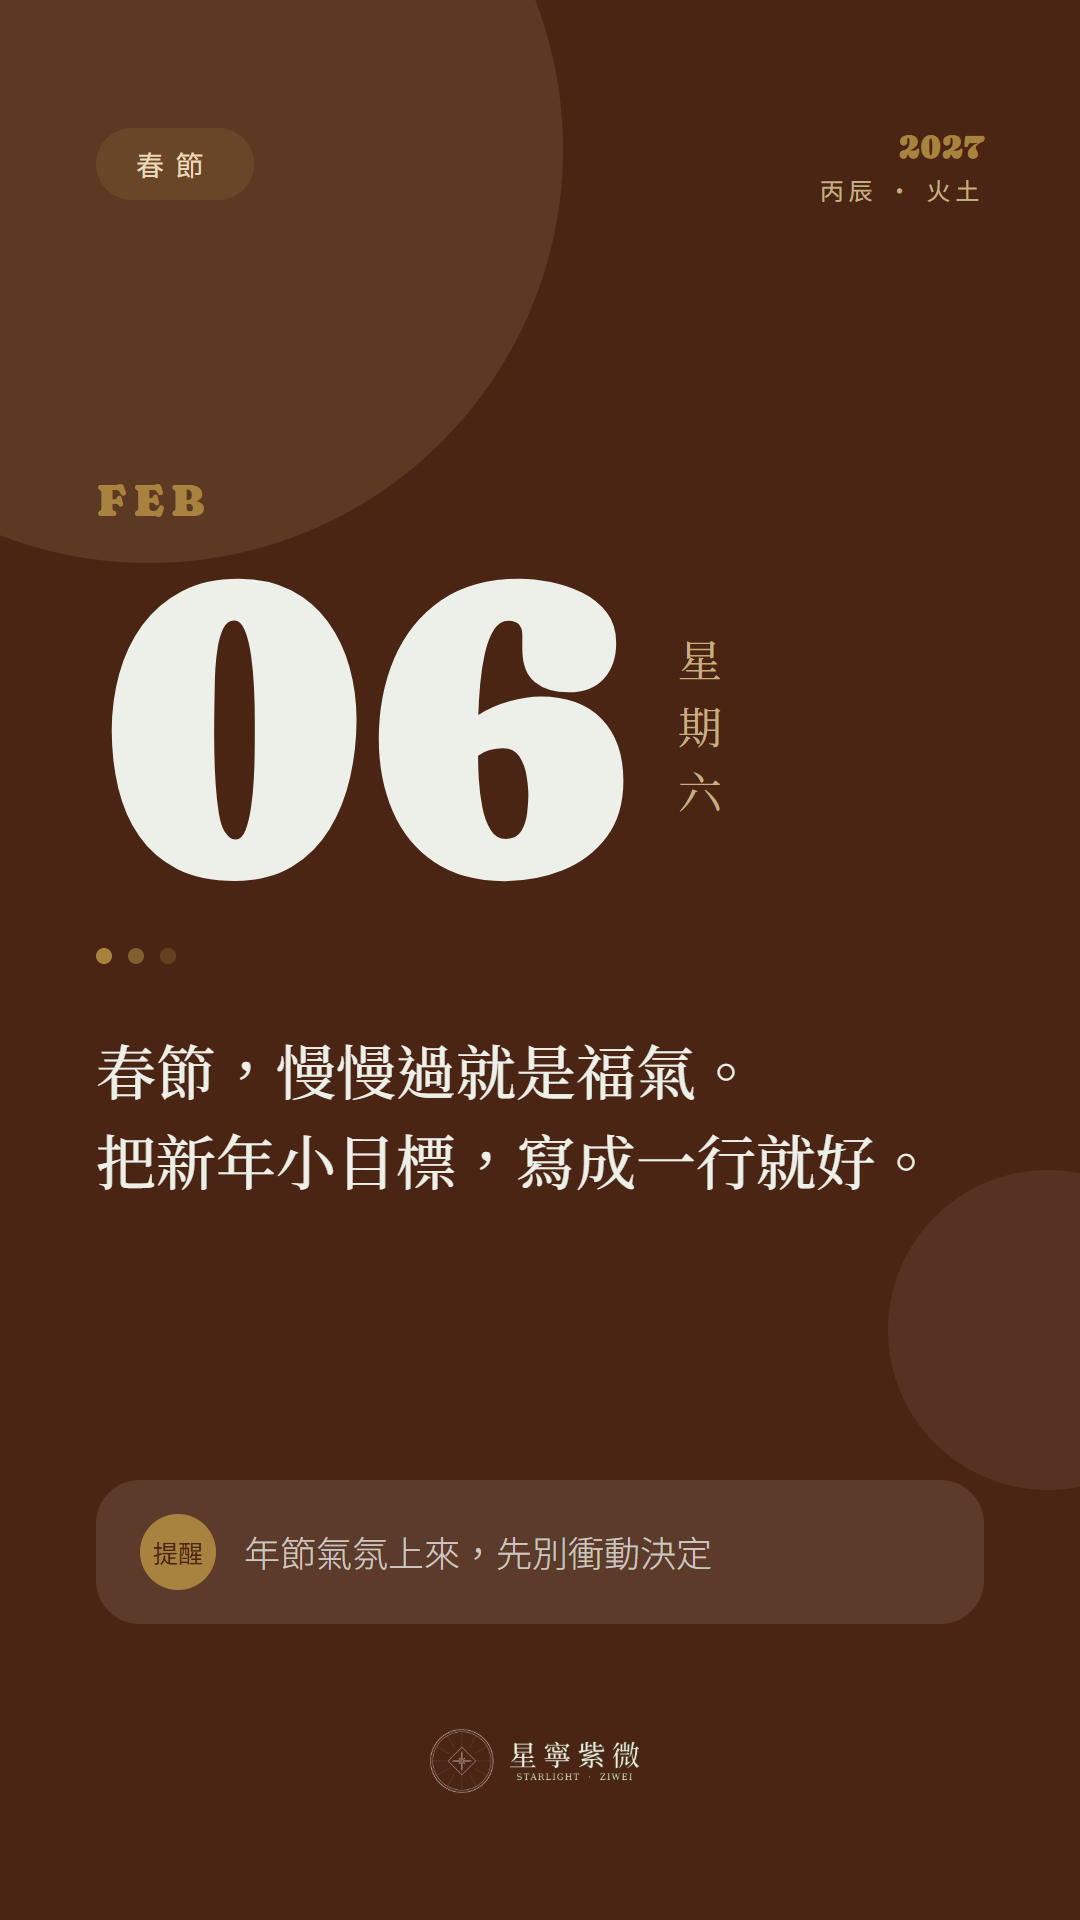 春節
2027
丙辰 · 火土
FEB
06
星期六
春節，慢慢過就是福氣。
把新年小目標，寫成一行就好。
提醒
年節氣氛上來，先別衝動決定
星寧紫微
STARLIGHT · ZIWEI